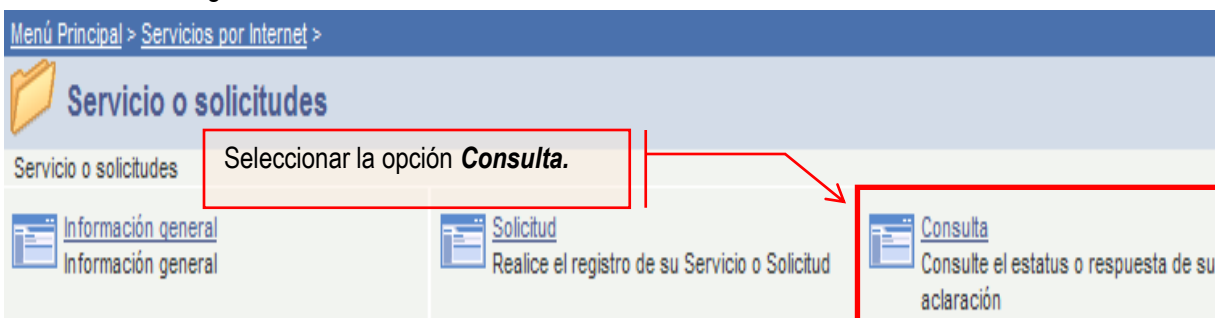 Menú Principal > Servicios por Internet >
Servicio o solicitudes
Servicio o solicitudes
Seleccionar la opción Consulta.
Información general
Información general
Solicitud
Realice el registro de su Servicio o Solicitud
Consulta
Consulte el estatus o respuesta de su
aclaración